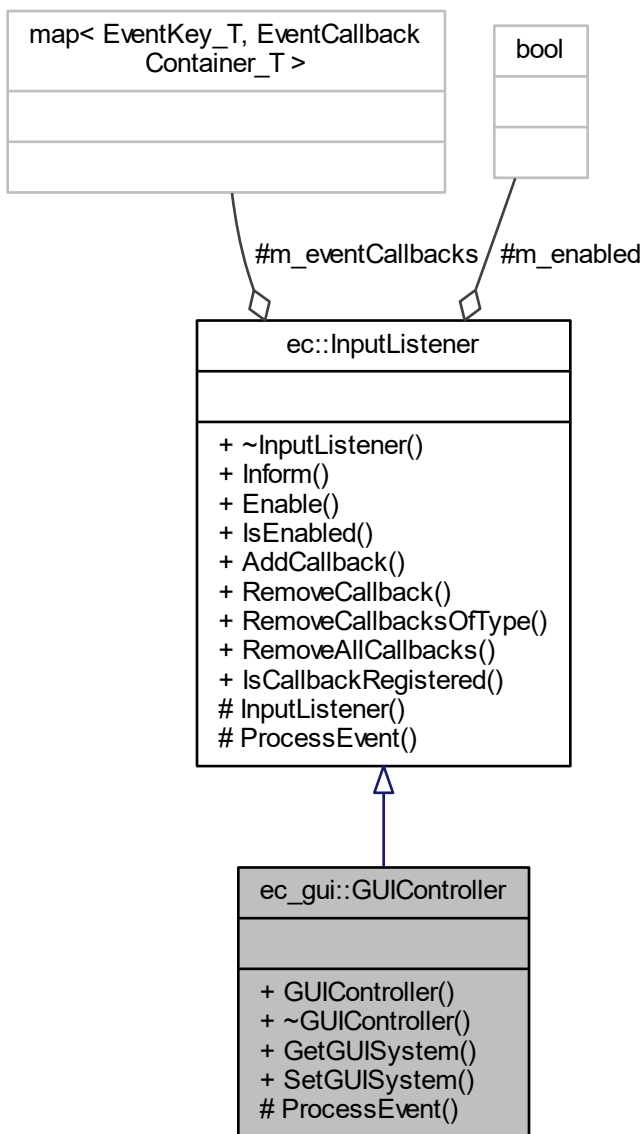 map< EventKey_T, EventCallback
Container_T >
bool
#m_eventCallbacks
#m_enabled
ec::InputListener
+ ~InputListener()
+ Inform()
+ Enable()
+ IsEnabled()
+ AddCallback()
+ RemoveCallback()
+ RemoveCallbacksOfType()
+ RemoveAllCallbacks()
+ IsCallbackRegistered()
# InputListener()
# ProcessEvent()
ec_gui::GUIController
+ GUIController()
+ ~GUIController()
+ GetGUISystem()
+ SetGUISystem()
# ProcessEvent()